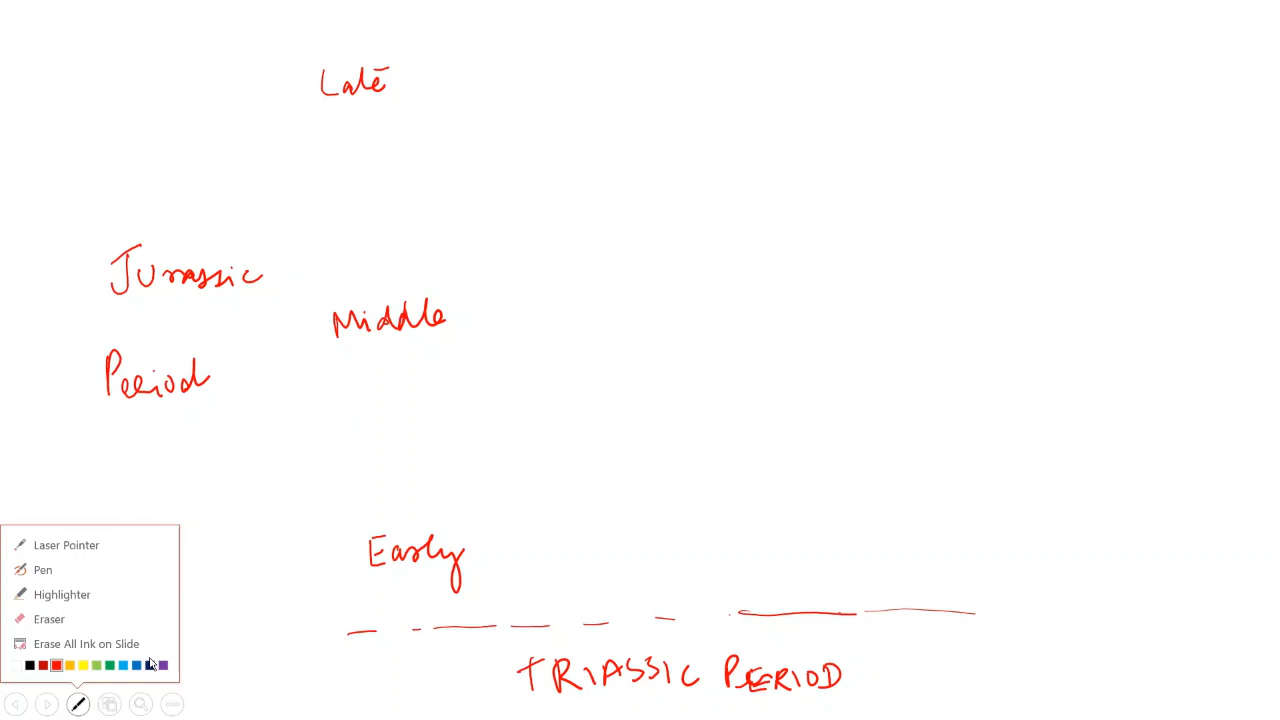 Late
Jurassic
Middle
Period
Early
TRIASSIC PERIOD
Laser Pointer
Pen
Highlighter
Eraser
Erase All Ink on Slide